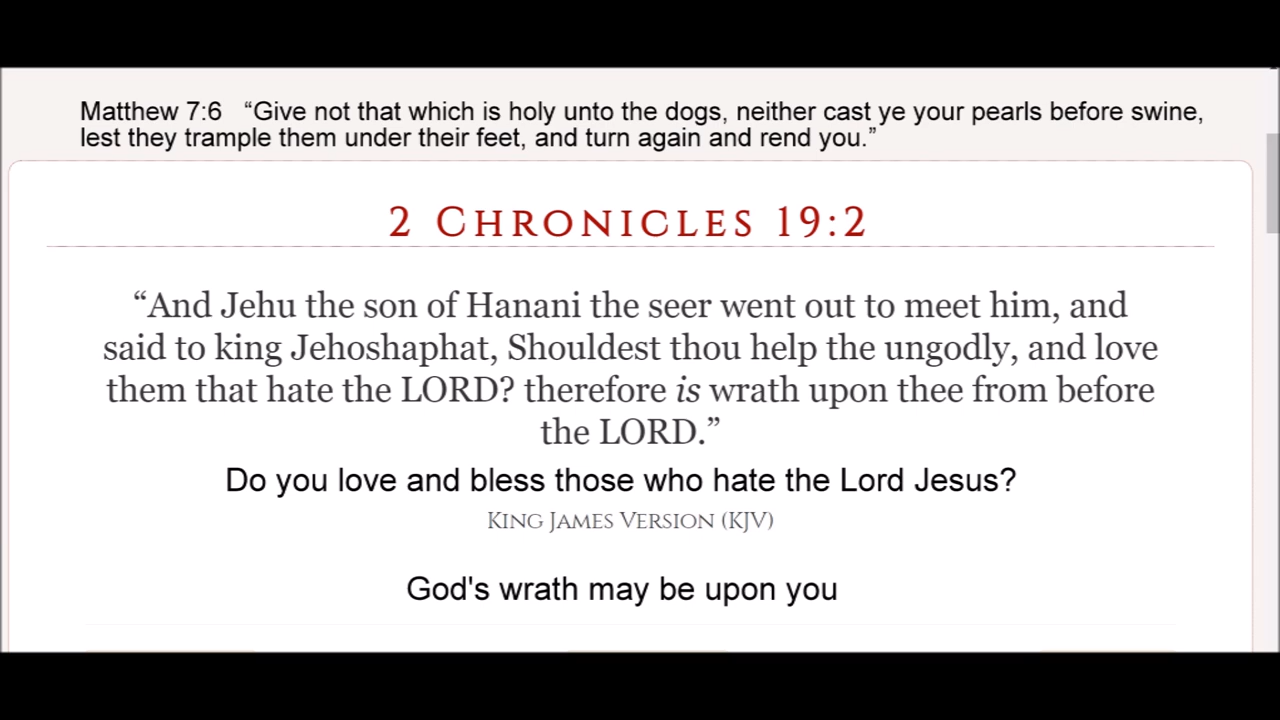 Matthew 7:6 “Give not that which is holy unto the dogs, neither cast ye your pearls before swine,
lest they trample them under their feet, and turn again and rend you.”
2 Chronicles 19:2
“And Jehu the son of Hanani the seer went out to meet him, and
said to king Jehoshaphat, Shouldest thou help the ungodly, and love
them that hate the LORD? therefore is wrath upon thee from before
the LORD.”
Do you love and bless those who hate the Lord Jesus?
King James Version (KJV)
God's wrath may be upon you